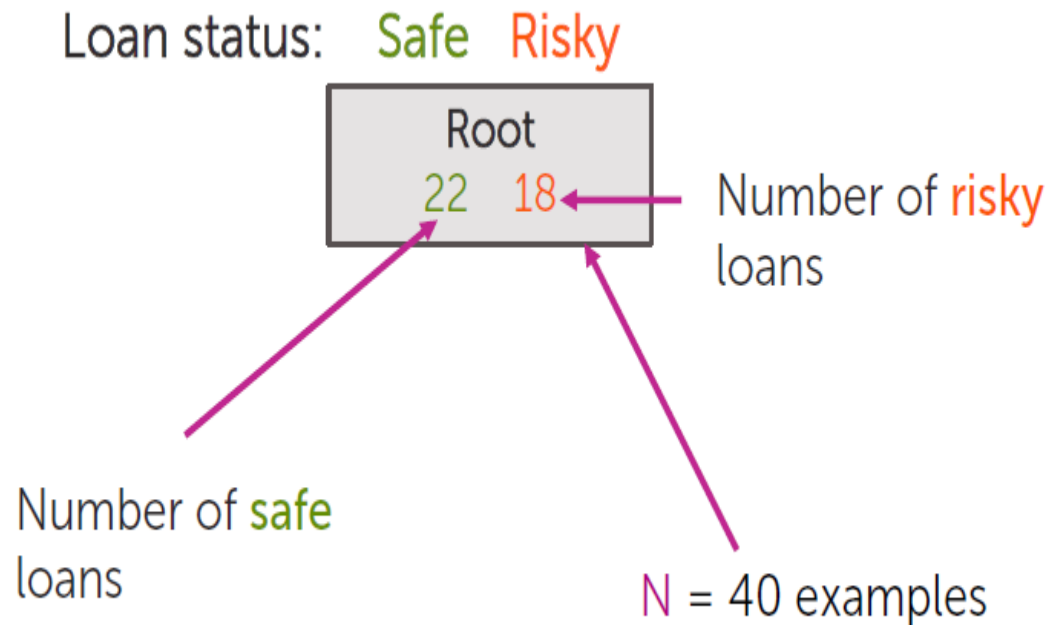 Loan status: Safe Risky
Root
22 18
Number of risky
loans
Number of safe
loans
N = 40 examples